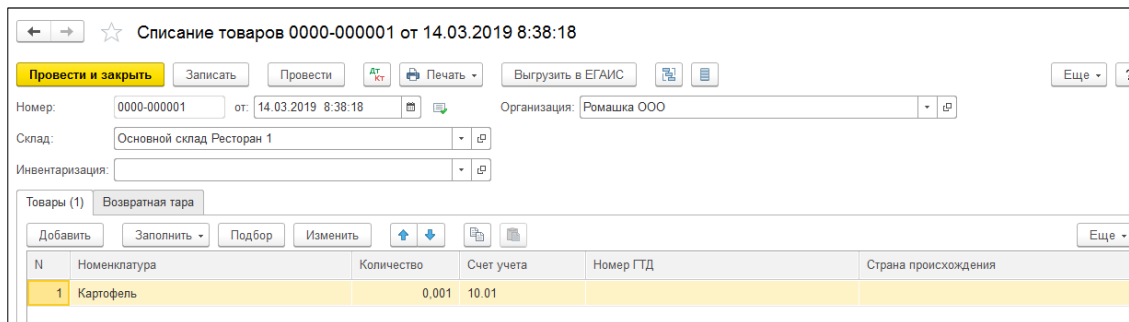 Списание товаров 0000-000001 от 14.03.2019 8:38:18
Провести и закрыть Записать Провести Дт Кт Печать Выгрузить в ЕГАИС Еще ?
Номер: 0000-000001 от: 14.03.2019 8:38:18 Организация: Ромашка ООО
Склад: Основной склад Ресторан 1
Инвентаризация:
Товары (1) Возвратная тара
Добавить Заполнить Подбор Изменить Еще
N Номенклатура Количество Счет учета Номер ГТД Страна происхождения
1 Картофель 0,001 10.01